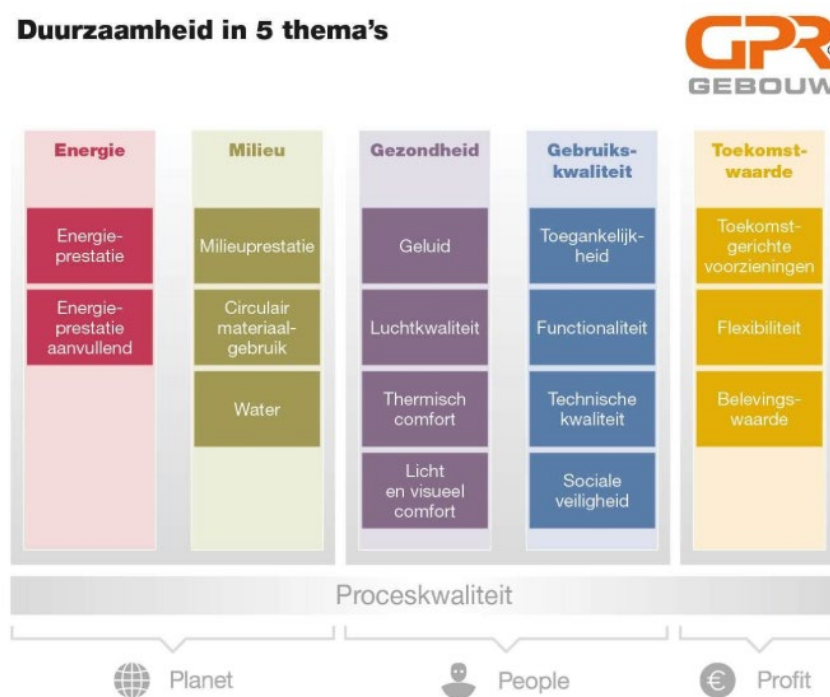 Duurzaamheid in 5 thema's
GPR
GEBOUW
Energie
Energie-
prestatie
Energie-
prestatie
aanvullend
Milieu
Milieuprestatie
Circulair
materiaal-
gebruik
Water
Gezondheid
Geluid
Luchtkwaliteit
Thermisch
comfort
Licht
en visueel
comfort
Gebruiks-
kwaliteit
Toegankelijk-
heid
Functionaliteit
Technische
kwaliteit
Sociale
veiligheid
Toekomst-
waarde
Toekomst-
gerichte
voorzieningen
Flexibiliteit
Belevings-
waarde
Proceskwaliteit
Planet
People
€
Profit